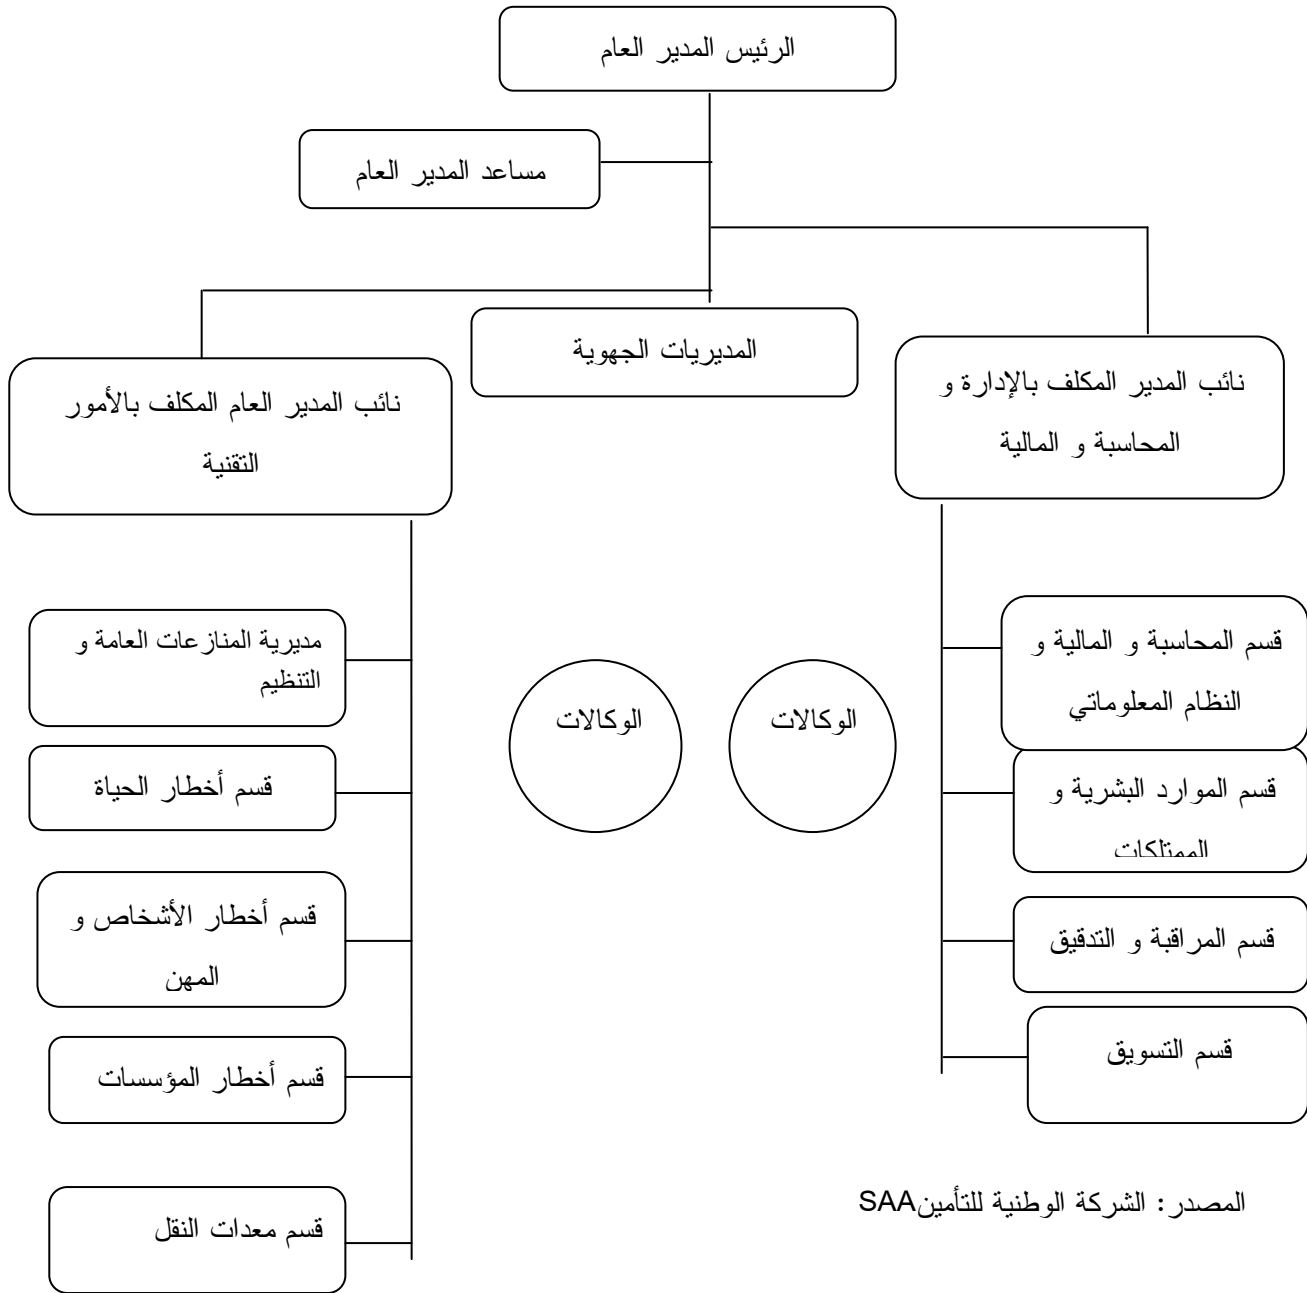 الرئيس المدير العام
مساعد المدير العام
المديريات الجهوية
نائب المدير المكلف بالإدارة و
المحاسبة و المالية
نائب المدير العام المكلف بالأمور
التقنية
قسم المحاسبة و المالية و
النظام المعلوماتي
قسم الموارد البشرية و
الممتلكات
قسم المراقبة و التدقيق
قسم التسويق
الوكالات
الوكالات
مديرية المنازعات العامة و
التنظيم
قسم أخطار الحياة
قسم أخطار الأشخاص و
المهن
قسم أخطار المؤسسات
قسم معدات النقل
المصدر: الشركة الوطنية للتأمينSAA